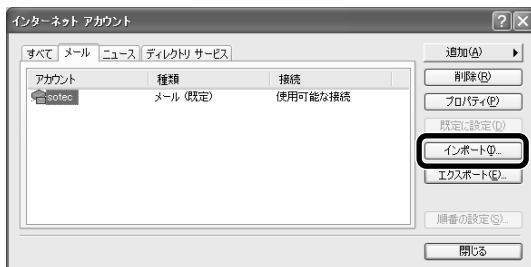 インターネット アカウント
すべて メール ニュース ディレクトリ サービス
アカウント 種類 接続
sotec メール (既定) 使用可能な接続
追加(A)
削除(R)
プロパティ(P)
既定に設定(D)
インポート(I)...
エクスポート(E)...
順番の設定(S)...
閉じる